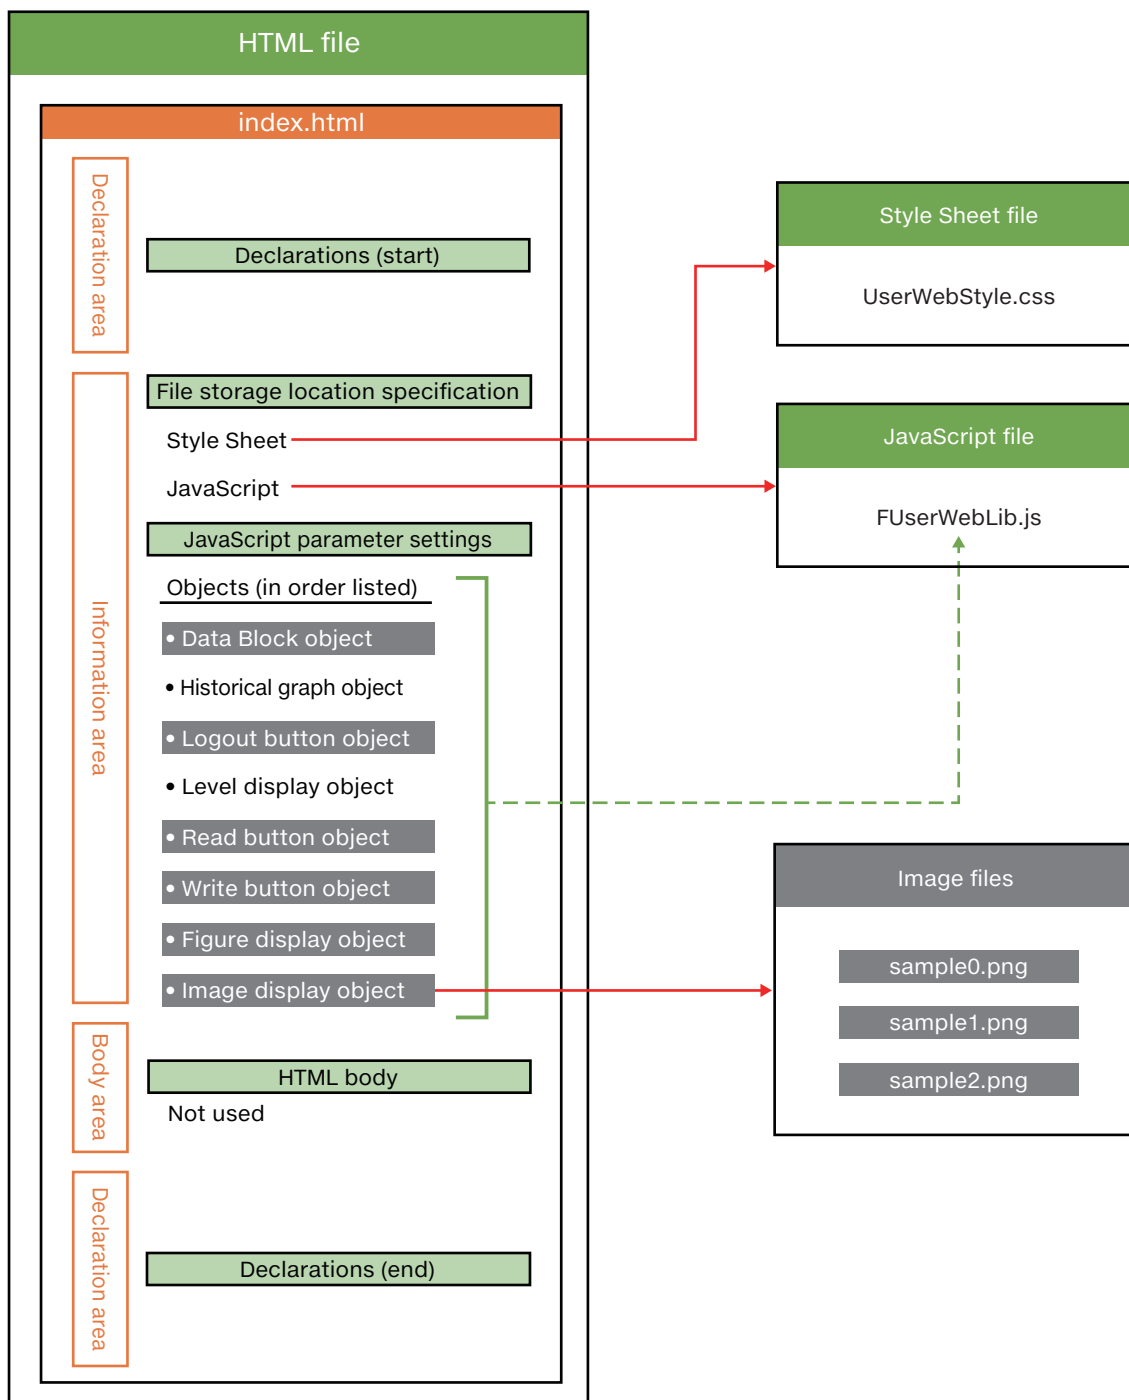 HTML file
index.html
Declaration area
Declarations (start)
Information area
File storage location specification
Style Sheet
JavaScript
JavaScript parameter settings
Objects (in order listed)
• Data Block object
• Historical graph object
• Logout button object
• Level display object
• Read button object
• Write button object
• Figure display object
• Image display object
Body area
HTML body
Not used
Declaration area
Declarations (end)
Style Sheet file
UserWebStyle.css
JavaScript file
FUserWebLib.js
Image files
sample0.png
sample1.png
sample2.png